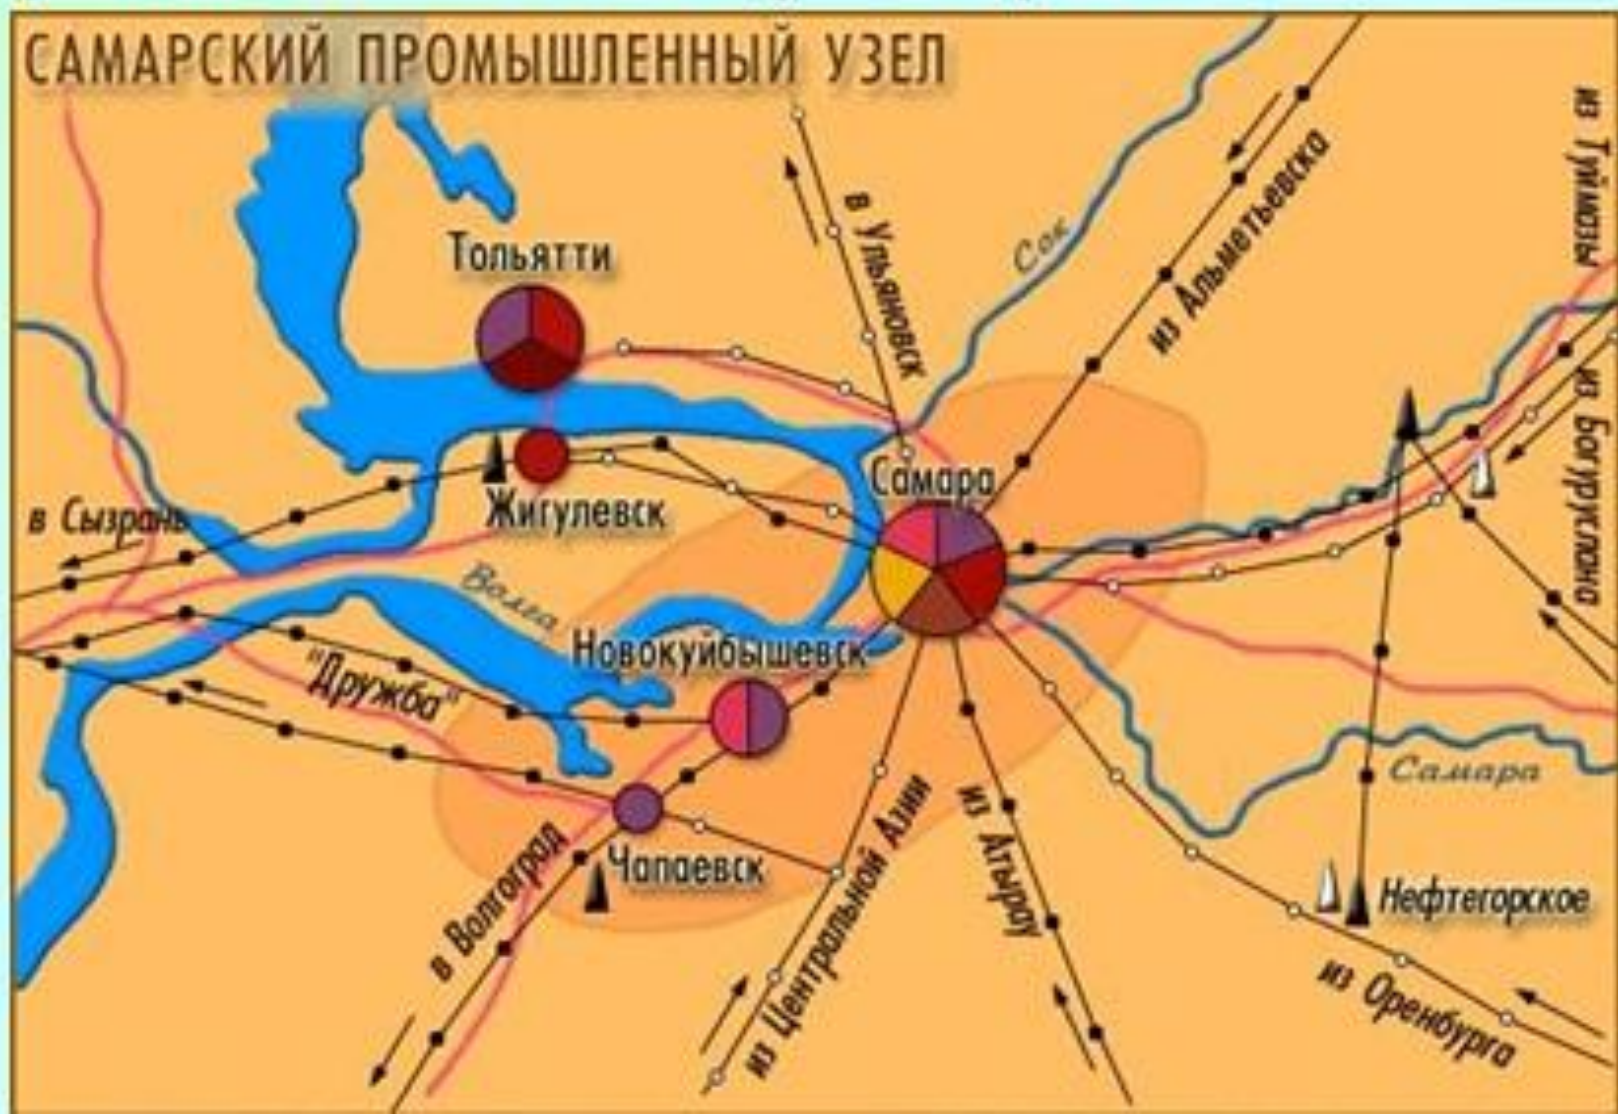 САМАРСКИЙ ПРОМЫШЛЕННЫЙ УЗЕЛ
из Туймазы
в Ульяновск
Сок
из Альметьевска
Тольятти
из Богуруслана
Самара
Жигулевск
в Сызрань
Волга
Новокуйбышевск
"Дружба"
Самара
Чапаевск
в Волгоград
из Центральной Азии
из Атырау
Нефтегорское
из Оренбурга